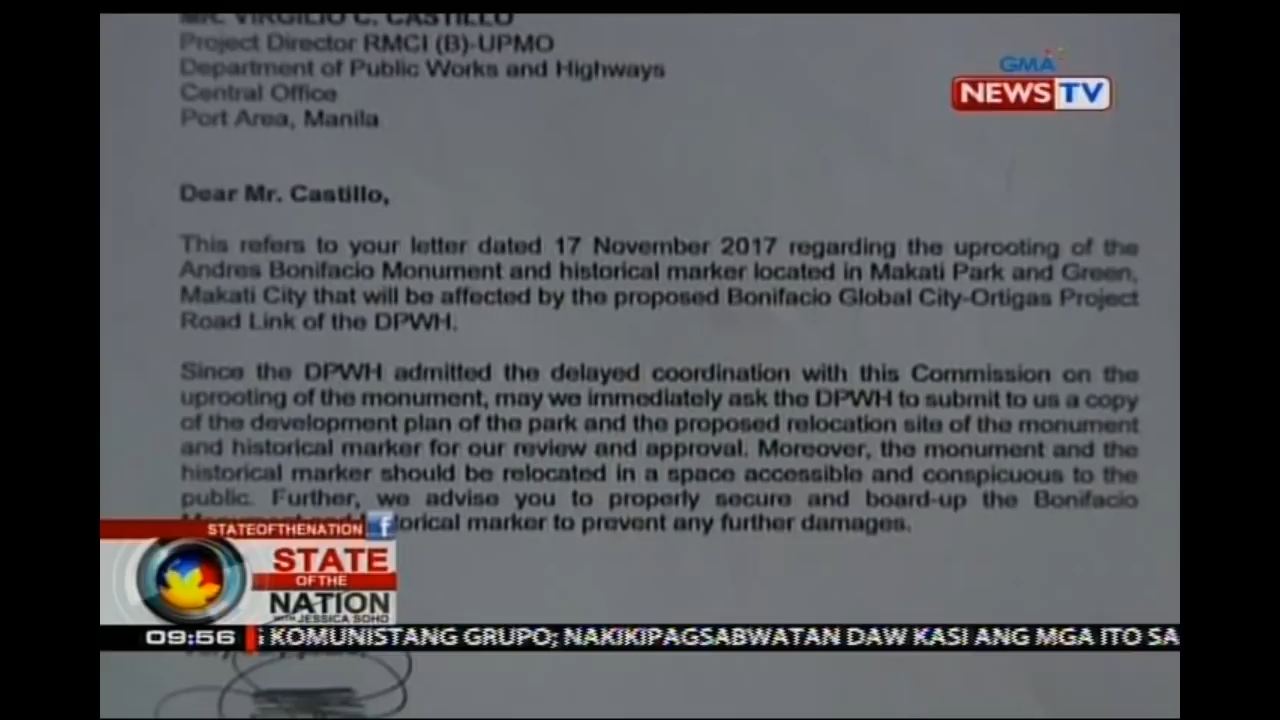 MR. VIRGILIO C. CASTILLO
Project Director RMCI (B)-UPMO
Department of Public Works and Highways
Central Office
Port Area, Manila
GMA
NEWS TV
Dear Mr. Castillo,
This refers to your letter dated 17 November 2017 regarding the uprooting of the
Andres Bonifacio Monument and historical marker located in Makati Park and Green,
Makati City that will be affected by the proposed Bonifacio Global City-Ortigas Project
Road Link of the DPWH.
Since the DPWH admitted the delayed coordination with this Commission on the
uprooting of the monument, may we immediately ask the DPWH to submit to us a copy
of the development plan of the park and the proposed relocation site of the monument
and historical marker for our review and approval. Moreover, the monument and the
historical marker should be relocated in a space accessible and conspicuous to the
public. Further, we advise you to properly secure and board-up the Bonifacio
torical marker to prevent any further damages.
STATEOFTHENATION f
STATE
OF THE
NATION
WITH JESSICA SOHO
09:56 G KOMUNISTANG GRUPO; NAKIKIPAGSABWATAN DAW KASI ANG MGA ITO SA